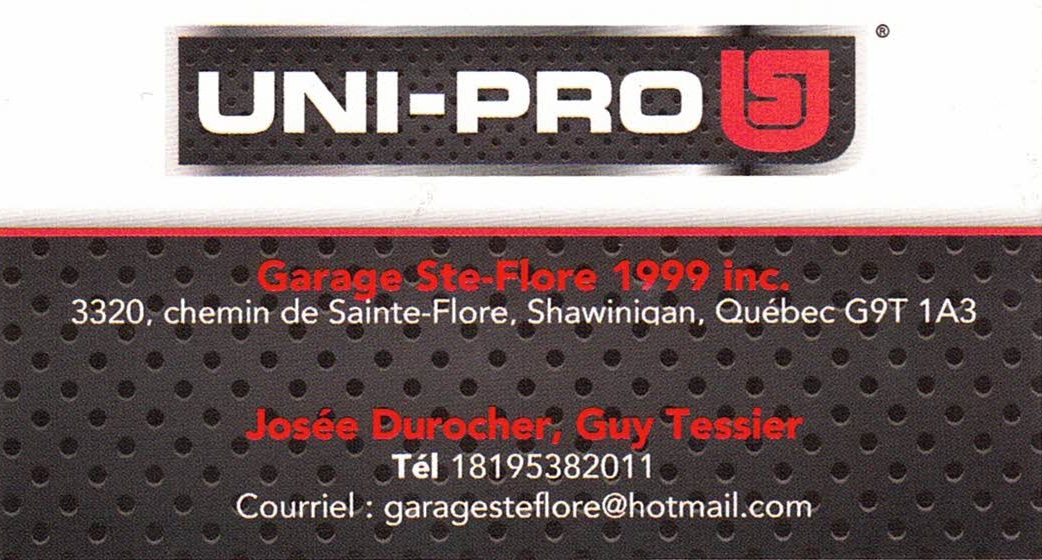 UNI-PRO ®
Garage Ste-Flore 1999 inc.
3320, chemin de Sainte-Flore, Shawinigan, Québec G9T 1A3
Josée Durocher, Guy Tessier
Tél 18195382011
Courriel : garagesteflore@hotmail.com